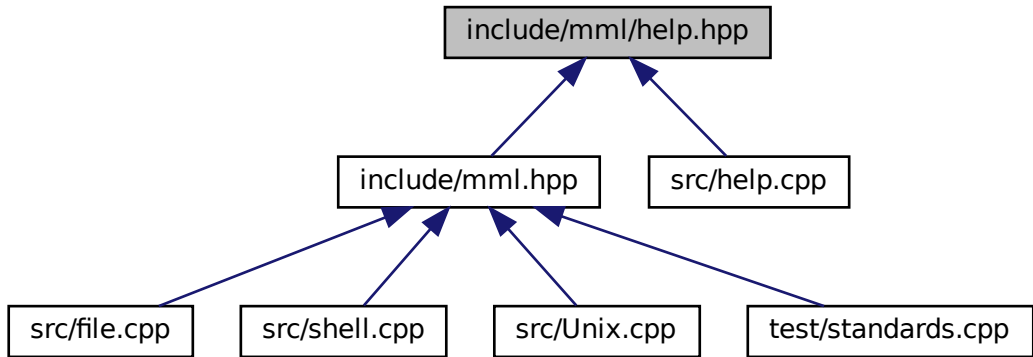 include/mml/help.hpp
include/mml.hpp
src/help.cpp
src/file.cpp
src/shell.cpp
src/Unix.cpp
test/standards.cpp